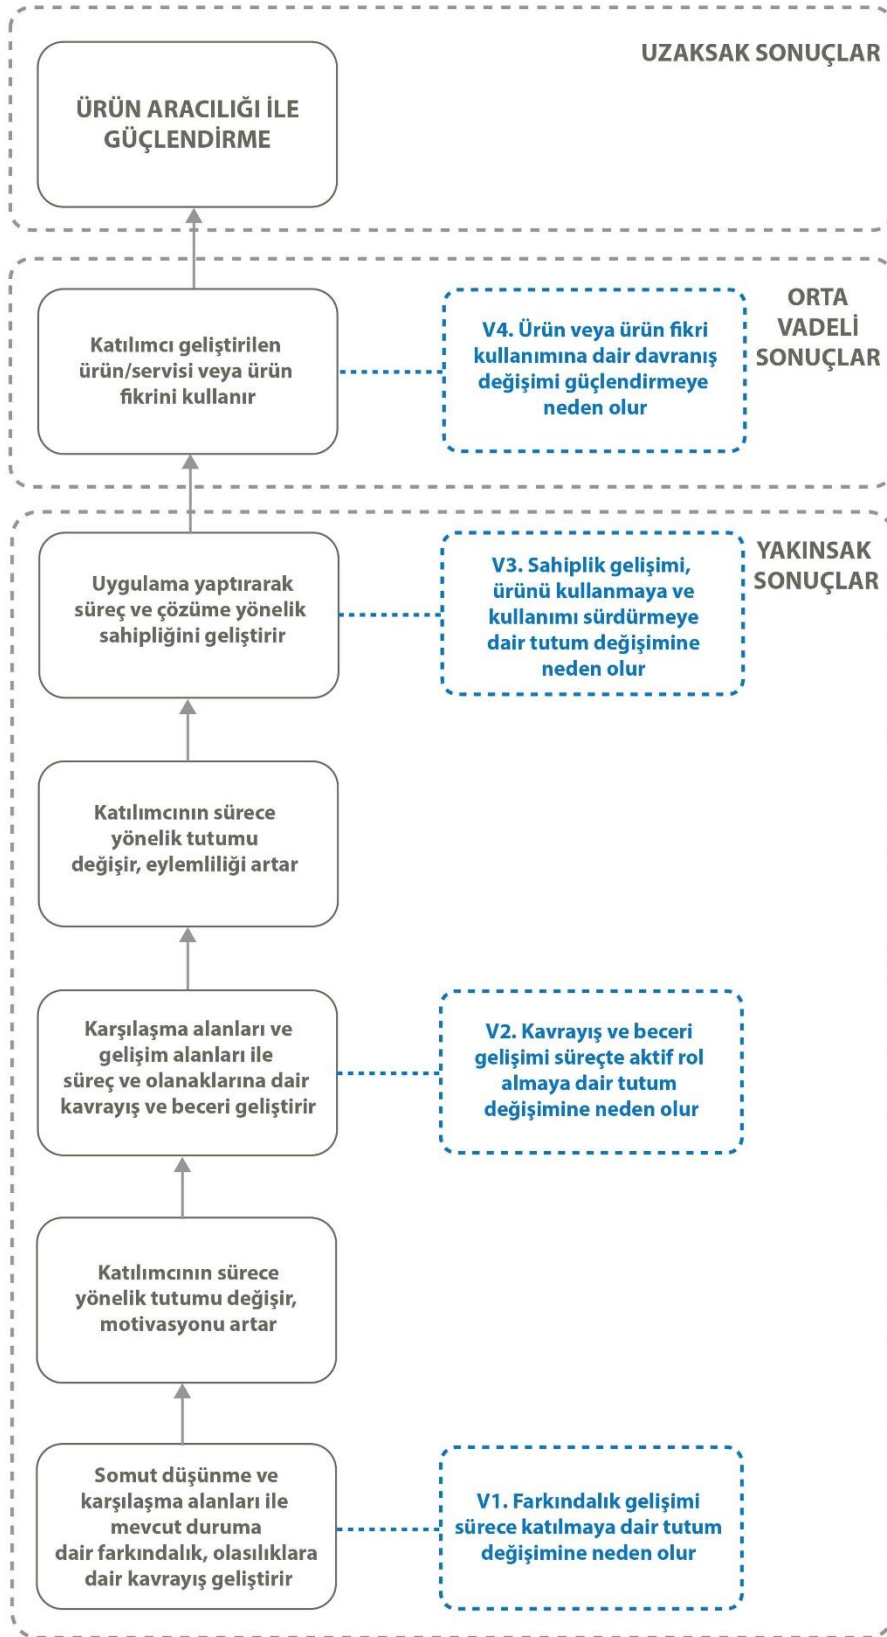 UZAKSAK SONUÇLAR
ÜRÜN ARACILIĞI İLE
GÜÇLENDİRME
ORTA
VADELİ
SONUÇLAR
Katılımcı geliştirilen
ürün/servisi veya ürün
fikrini kullanır
V4. Ürün veya ürün fikri
kullanımına dair davranış
değişimi güçlendirmeye
neden olur
YAKINSAK
SONUÇLAR
Uygulama yaptırarak
süreç ve çözüme yönelik
sahipliğini geliştirir
V3. Sahiplik gelişimi,
ürünü kullanmaya ve
kullanımı sürdürmeye
dair tutum değişimine
neden olur
Katılımcının sürece
yönelik tutumu
değişir, eylemliliği artar
Karşılaşma alanları ve
gelişim alanları ile
süreç ve olanaklarına dair
kavrayış ve beceri geliştirir
V2. Kavrayış ve beceri
gelişimi süreçte aktif rol
almaya dair tutum
değişimine neden olur
Katılımcının sürece
yönelik tutumu değişir,
motivasyonu artar
Somut düşünme ve
karşılaşma alanları ile
mevcut duruma
dair farkındalık, olasılıklara
dair kavrayış geliştirir
V1. Farkındalık gelişimi
sürece katılmaya dair tutum
değişimine neden olur